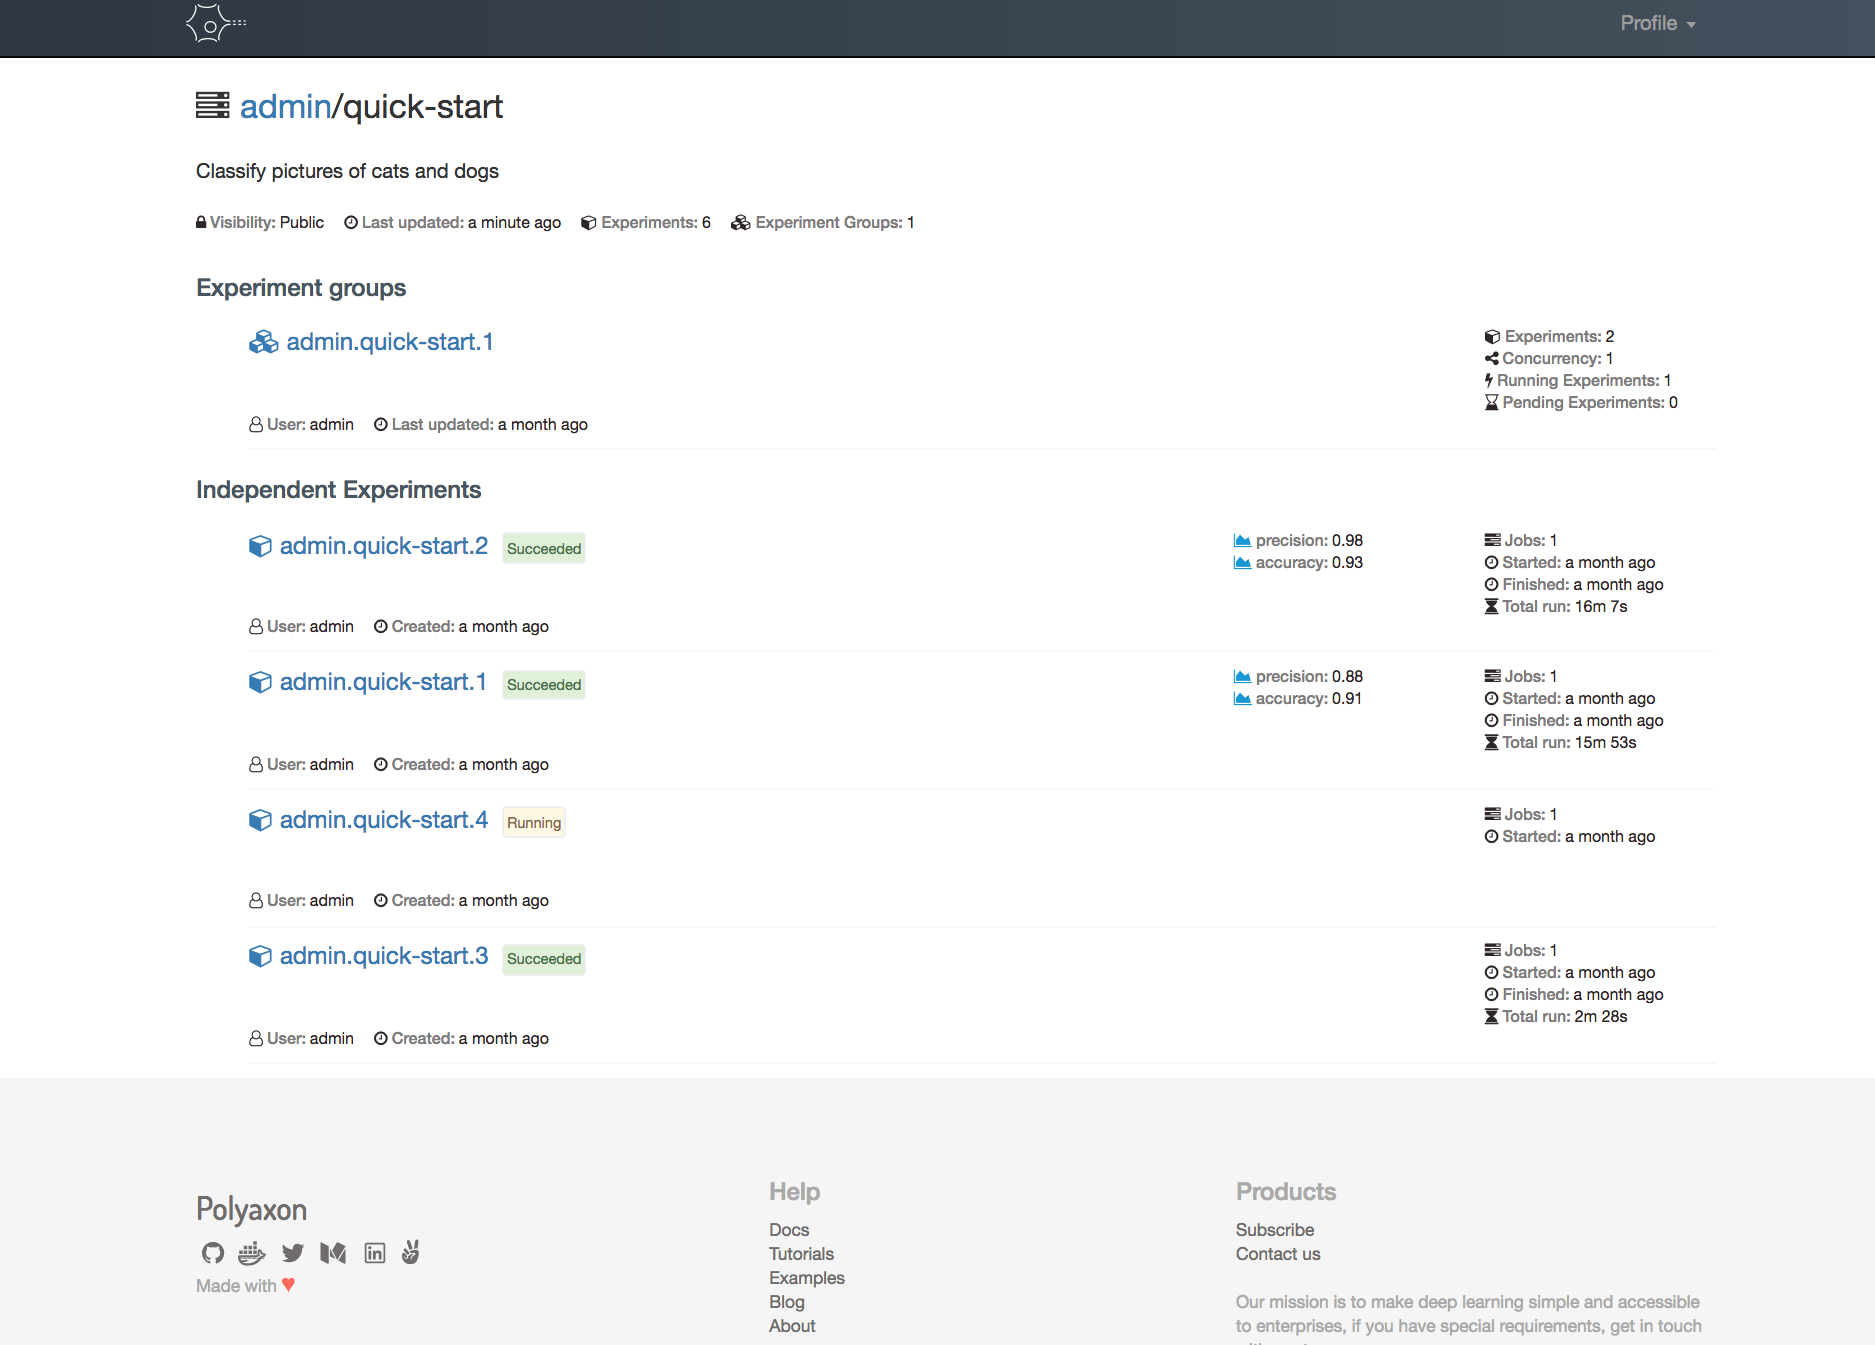 Profile
admin/quick-start
Classify pictures of cats and dogs
Visibility: Public Last updated: a minute ago Experiments: 6 Experiment Groups: 1
Experiment groups
admin.quick-start.1
Experiments: 2
Concurrency: 1
Running Experiments: 1
Pending Experiments: 0
User: admin Last updated: a month ago
Independent Experiments
admin.quick-start.2 Succeeded
precision: 0.98
accuracy: 0.93
Jobs: 1
Started: a month ago
Finished: a month ago
Total run: 16m 7s
User: admin Created: a month ago
admin.quick-start.1 Succeeded
precision: 0.88
accuracy: 0.91
Jobs: 1
Started: a month ago
Finished: a month ago
Total run: 15m 53s
User: admin Created: a month ago
admin.quick-start.4 Running
Jobs: 1
Started: a month ago
User: admin Created: a month ago
admin.quick-start.3 Succeeded
Jobs: 1
Started: a month ago
Finished: a month ago
Total run: 2m 28s
User: admin Created: a month ago
Polyaxon
Made with
Help
Docs
Tutorials
Examples
Blog
About
Products
Subscribe
Contact us
Our mission is to make deep learning simple and accessible
to enterprises, if you have special requirements, get in touch